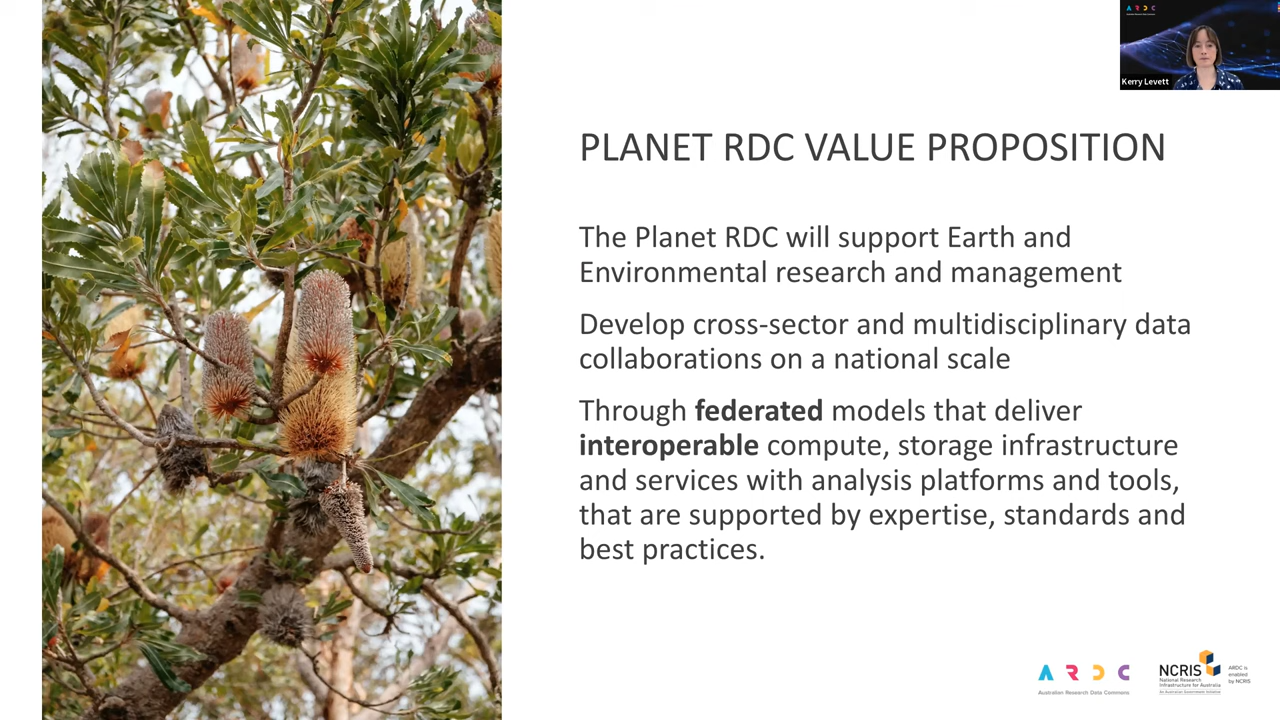 A R D C
Kerry Levett
PLANET RDC VALUE PROPOSITION
The Planet RDC will support Earth and
Environmental research and management
Develop cross-sector and multidisciplinary data
collaborations on a national scale
Through federated models that deliver
interoperable compute, storage infrastructure
and services with analysis platforms and tools,
that are supported by expertise, standards and
best practices.
A R D C
Australian Research Data Commons
NCRIS
National Research
Infrastructure for Australia
An Australian Government Initiative
ARDC is
enabled
by NCRIS